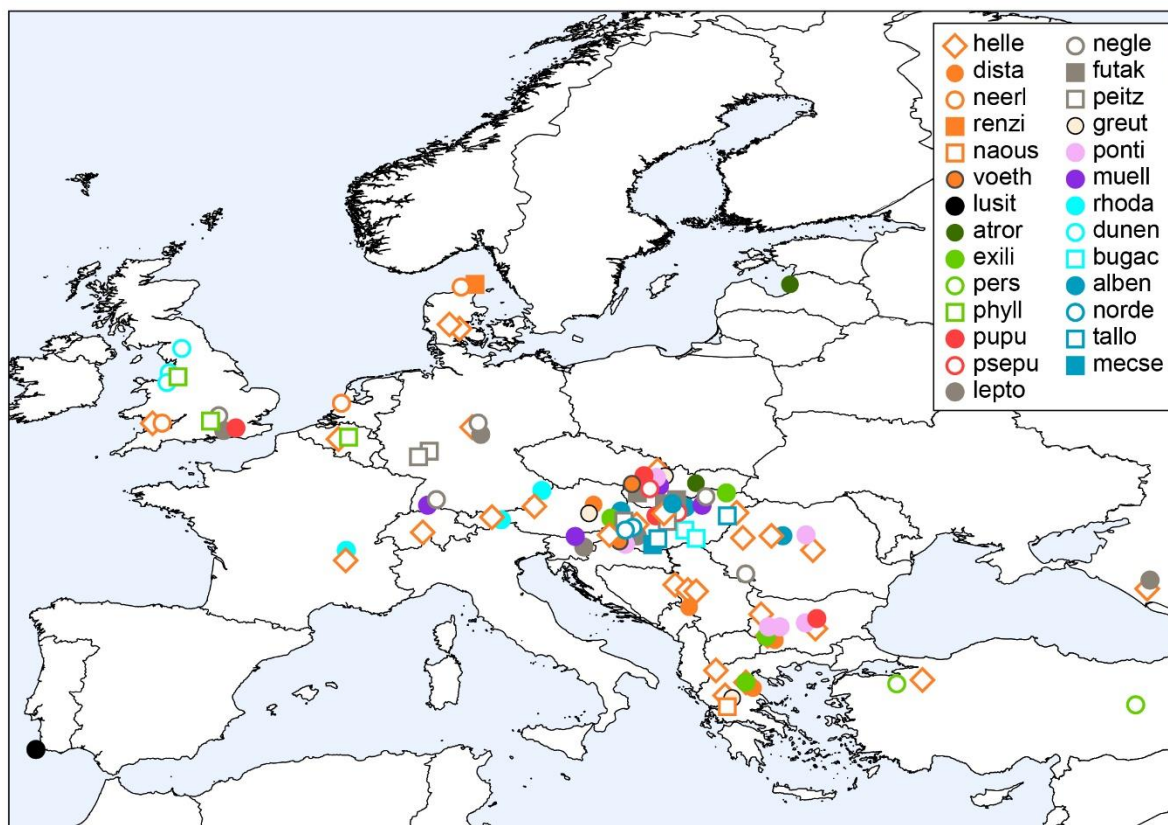 helle
dista
neerl
renzi
naous
voeth
lusit
atror
exili
pers
phyll
pupu
psepu
lepto
negle
futak
peitz
greut
ponti
muell
rhoda
dunen
bugac
alben
norde
tallo
mecse